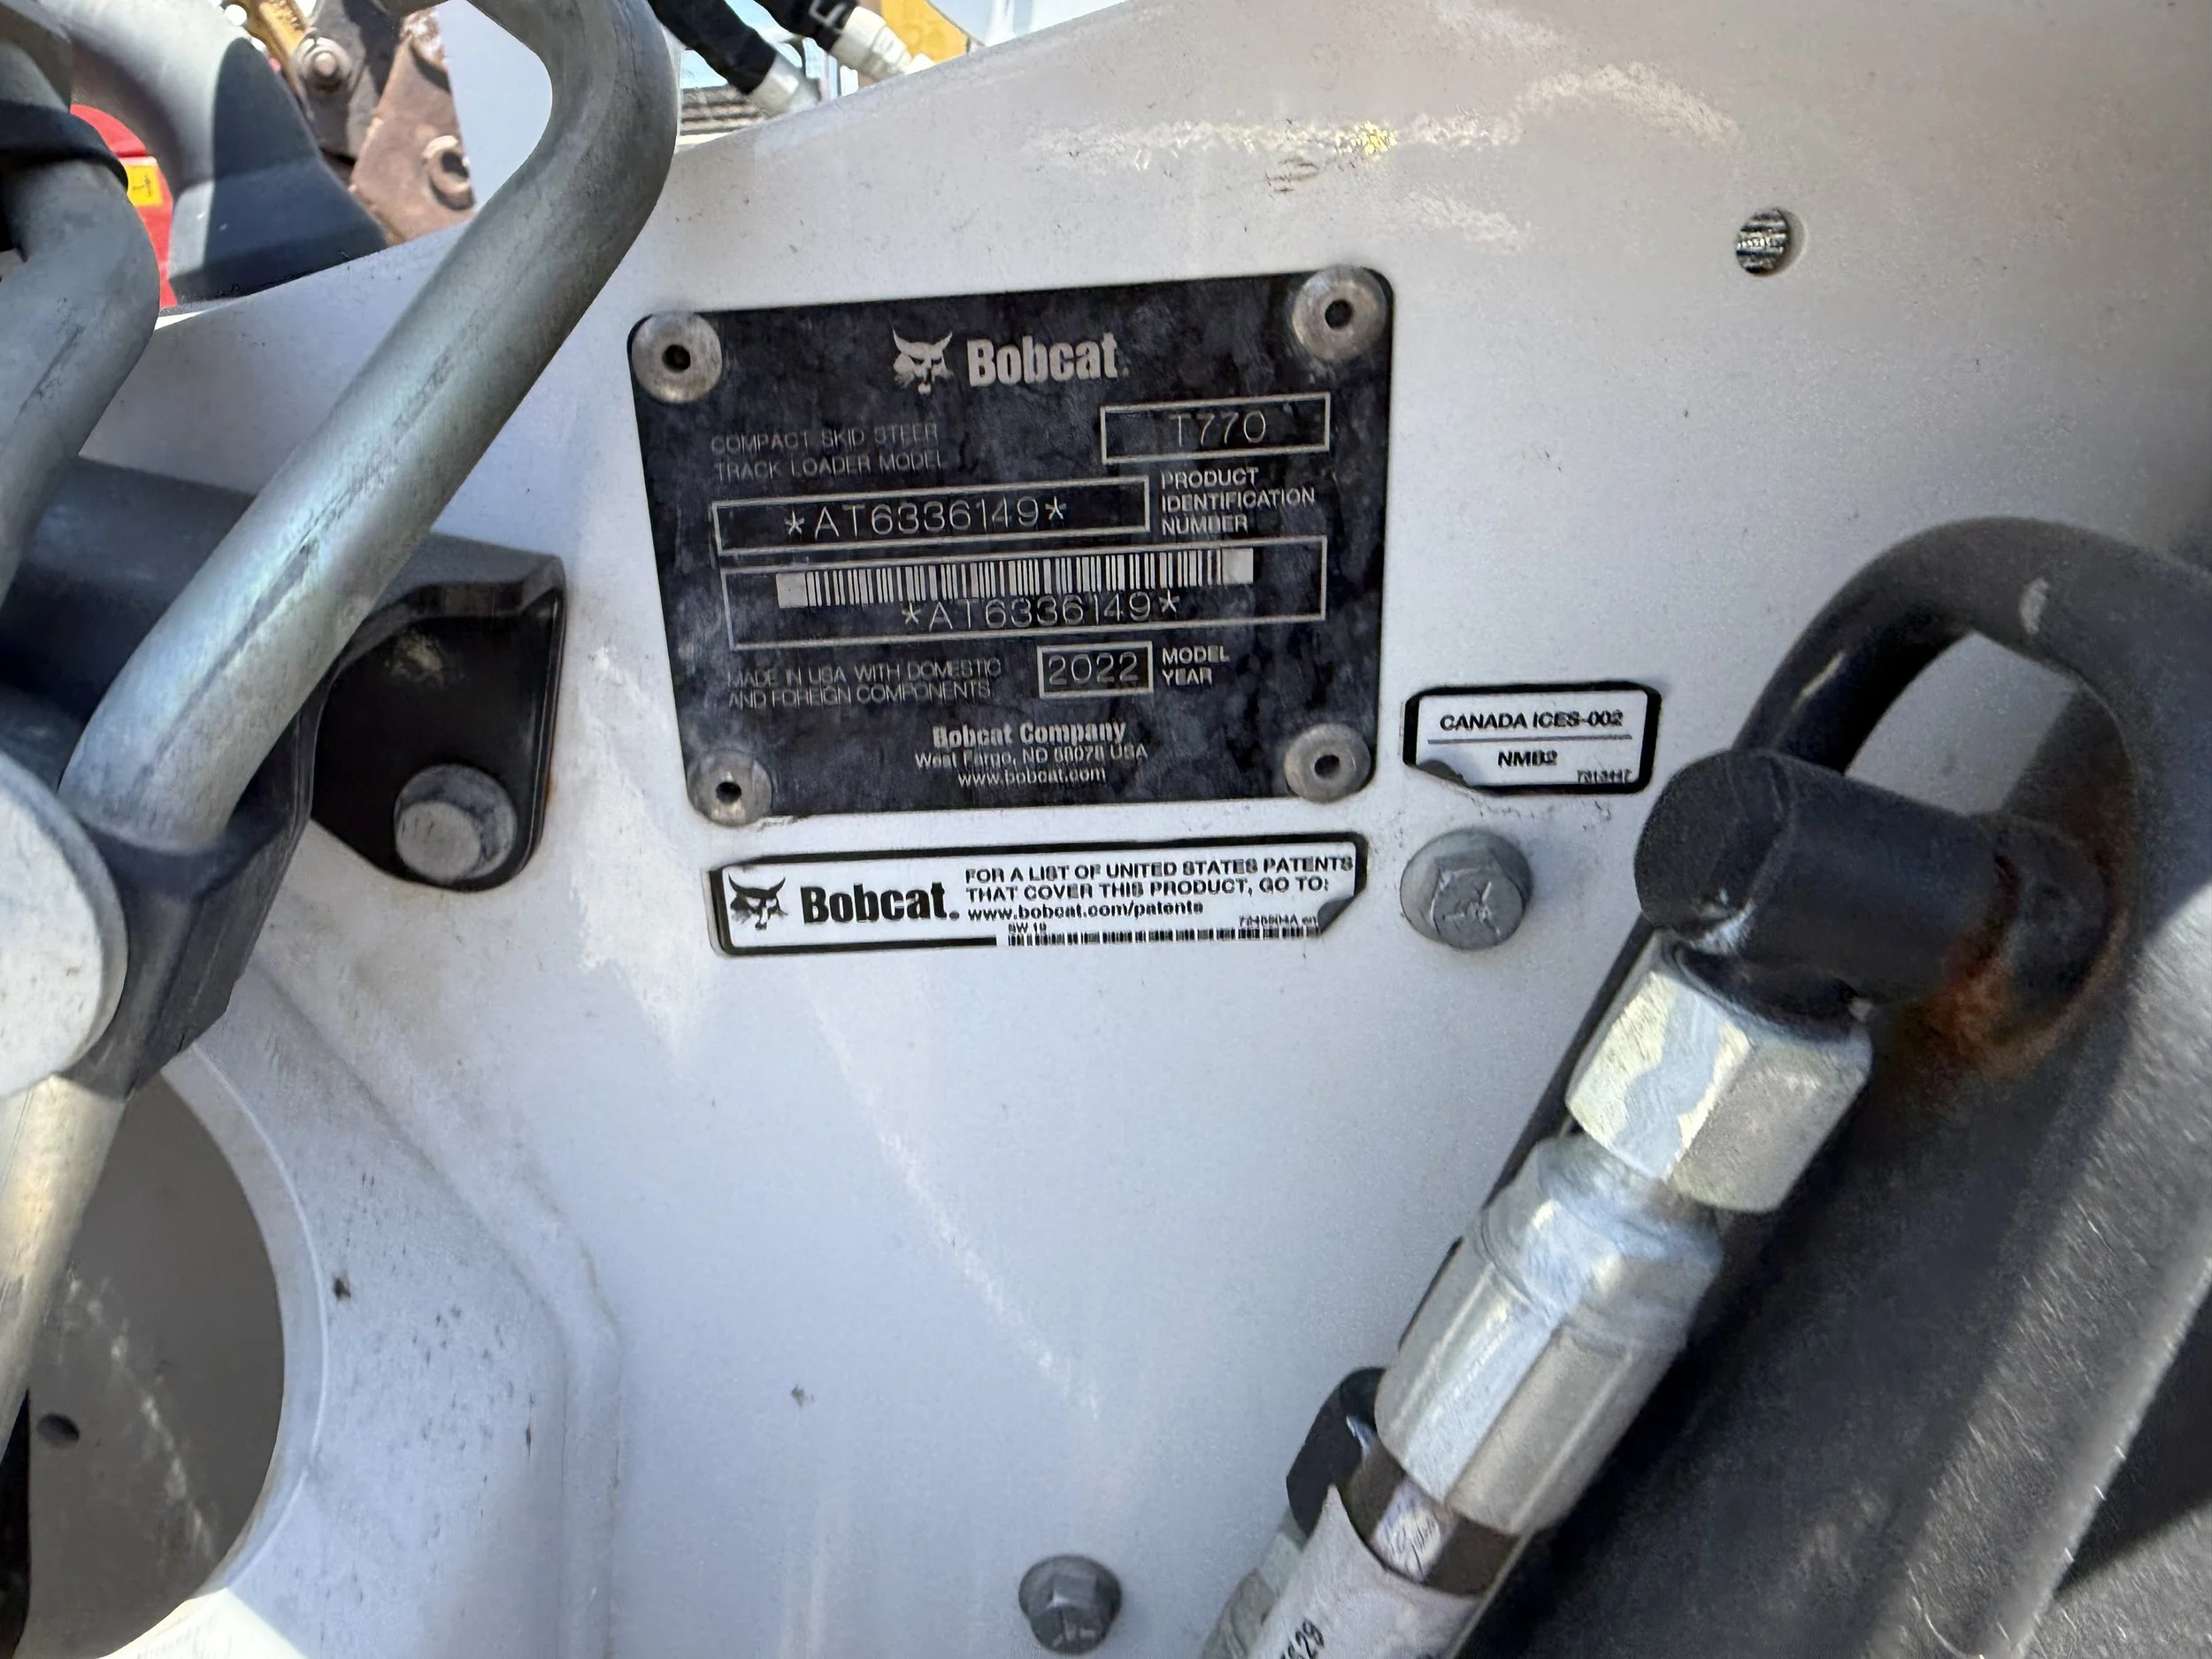 Bobcat.
COMPACT SKID STEER
TRACK LOADER MODEL
T770
*AT6336149*
PRODUCT
IDENTIFICATION
NUMBER
*AT6336149*
MADE IN USA WITH DOMESTIC
AND FOREIGN COMPONENTS
2022
MODEL
YEAR
Bobcat Company
West Fargo, ND 58078 USA
www.bobcat.com
CANADA ICES-002
NMB2
Bobcat.
FOR A LIST OF UNITED STATES PATENTS
THAT COVER THIS PRODUCT, GO TO:
www.bobcat.com/patents